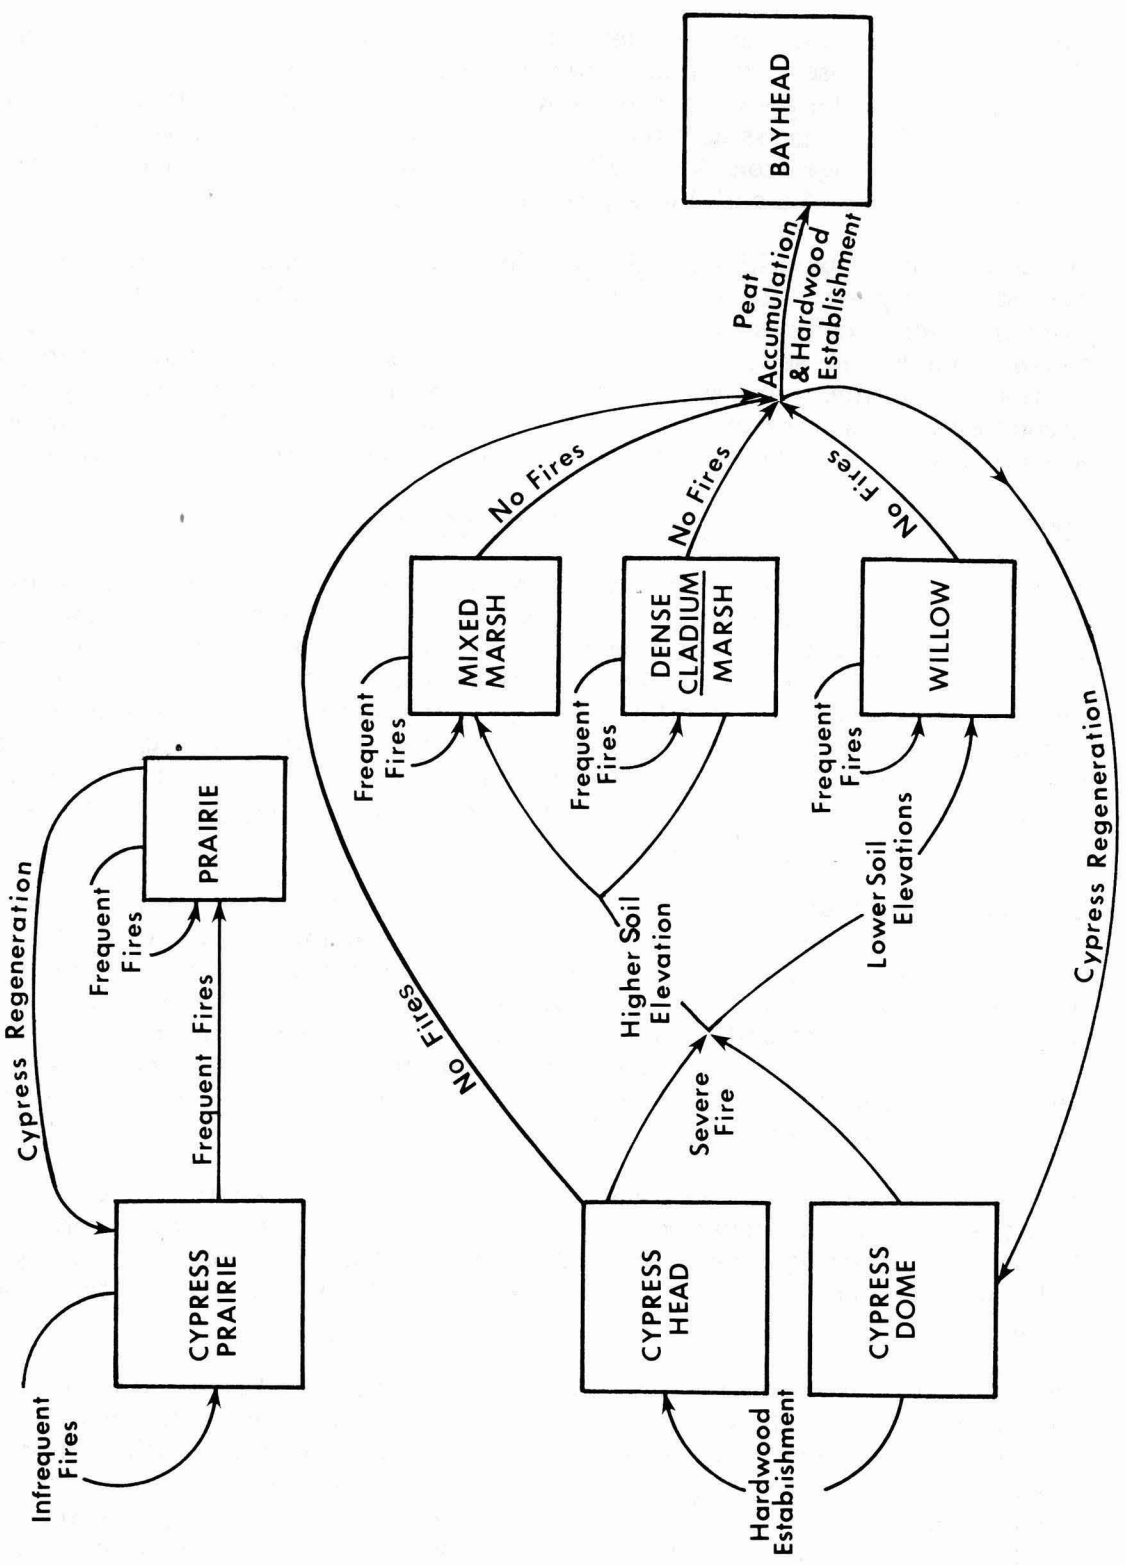 Cypress Regeneration
Infrequent
Fires
CYPRESS
PRAIRIE
Frequent Fires
Frequent
Fires
PRAIRIE
No Fires
Frequent
Fires
MIXED
MARSH
No Fires
Hardwood
Establishment
CYPRESS
HEAD
CYPRESS
DOME
Severe
Fire
Higher Soil
Elevation
Lower Soil
Elevations
Frequent
Fires
DENSE
CLADIUM
MARSH
No Fires
Frequent
Fires
WILLOW
No Fires
Cypress Regeneration
Peat
Accumulation
& Hardwood
Establishment
BAYHEAD